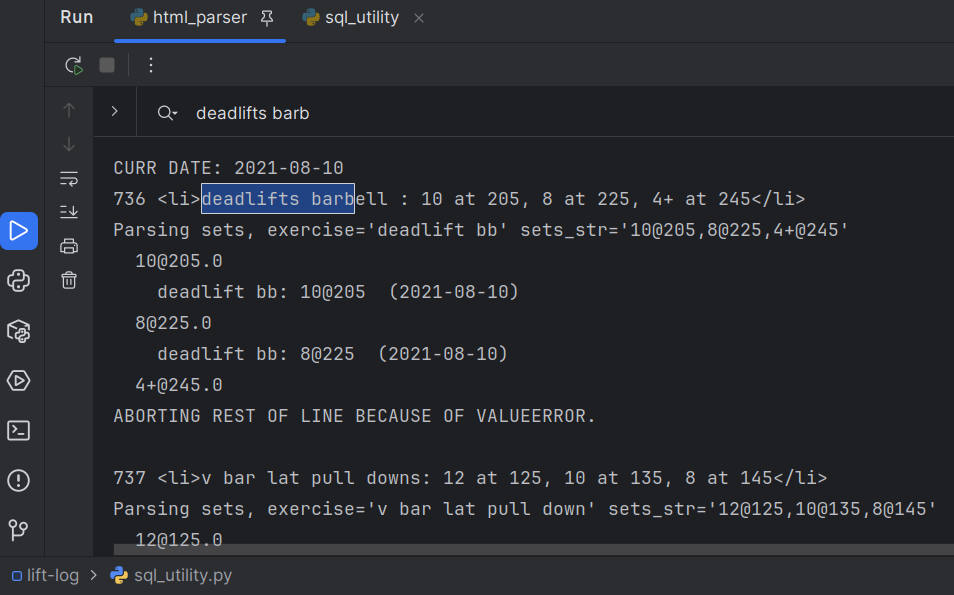 Run html_parser sql_utility
deadlifts barb
CURR DATE: 2021-08-10
736 <li>deadlifts barbell : 10 at 205, 8 at 225, 4+ at 245</li>
Parsing sets, exercise='deadlift bb' sets_str='10@205,8@225,4+@245'
10@205.0
deadlift bb: 10@205 (2021-08-10)
8@225.0
deadlift bb: 8@225 (2021-08-10)
4+@245.0
ABORTING REST OF LINE BECAUSE OF VALUEERROR.
737 <li>v bar lat pull downs: 12 at 125, 10 at 135, 8 at 145</li>
Parsing sets, exercise='v bar lat pull down' sets_str='12@125,10@135,8@145'
12@125.0
lift-log > sql_utility.py